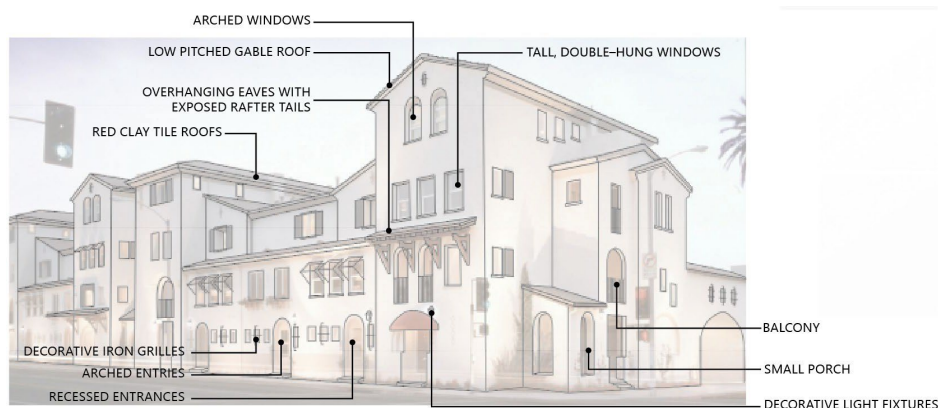 ARCHED WINDOWS
LOW PITCHED GABLE ROOF
TALL, DOUBLE–HUNG WINDOWS
OVERHANGING EAVES WITH
EXPOSED RAFTER TAILS
RED CLAY TILE ROOFS
BALCONY
DECORATIVE IRON GRILLES
SMALL PORCH
ARCHED ENTRIES
RECESSED ENTRANCES
DECORATIVE LIGHT FIXTURES